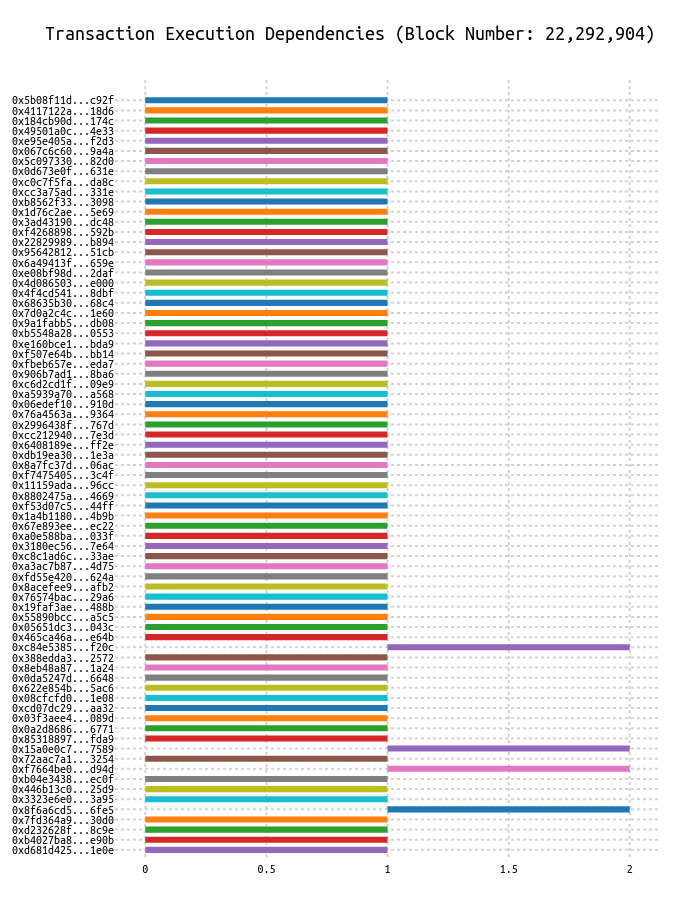 Transaction Execution Dependencies (Block Number: 22,292,904)
0x5b08f11d...c92f
0x4117122a...18d6
0x184cb90d...174c
0x49501a0c...4e33
0xe95e405a...f2d3
0x067c6c60...9a4a
0x5c097330...82d0
0x0d673e0f...631e
0xc0c7f5fa...da8c
0xcc3a75ad...331e
0xb8562f33...3098
0x1d76c2ae...5e69
0x3ad43190...dc48
0xf4268898...592b
0x22829989...b894
0x95642812...51cb
0x6a49413f...659e
0xe08bf98d...2daf
0x4d086503...e000
0x4f4cd541...8dbf
0x68635b30...68c4
0x7d0a2c4c...1e60
0x9a1fabb5...db08
0xb5548a28...0553
0xe160bce1...bda9
0xf507e64b...bb14
0xfbeb657e...eda7
0x906b7ad1...8ba6
0xc6d2cd1f...09e9
0xa5939a70...a568
0x06edef10...910d
0x76a4563a...9364
0x2996438f...767d
0xcc212940...7e3d
0x6408189e...ff2e
0xdb19ea30...1e3a
0x8a7fc37d...06ac
0xf7475405...3c4f
0x11159ada...96cc
0x8802475a...4669
0xf53d07c5...44ff
0x1a4b1180...4b9b
0x67e893ee...ec22
0xa0e588ba...033f
0x3180ec56...7e64
0xc8c1ad6c...33ae
0xa3ac7b87...4d75
0xfd55e420...624a
0x8acefee9...afb2
0x76574bac...29a6
0x19faf3ae...488b
0x55890bcc...a5c5
0x05651dc3...043c
0x465ca46a...e64b
0xc84e5385...f20c
0x388edda3...2572
0x8eb48a87...1a24
0x0da5247d...6648
0x622e854b...5ac6
0x08cfcfd0...1e08
0xcd07dc29...aa32
0x03f3aee4...089d
0x0a2d8686...6771
0x85318897...fda9
0x15a0e0c7...7589
0x72aac7a1...3254
0xf7664be0...d94d
0xb04e3438...ec0f
0x446b13c0...25d9
0x3323e6e0...3a95
0x8f6a6cd5...6fe5
0x7fd364a9...30d0
0xd232628f...8c9e
0xb4027ba8...e90b
0xd681d425...1e0e
0 0.5 1 1.5 2